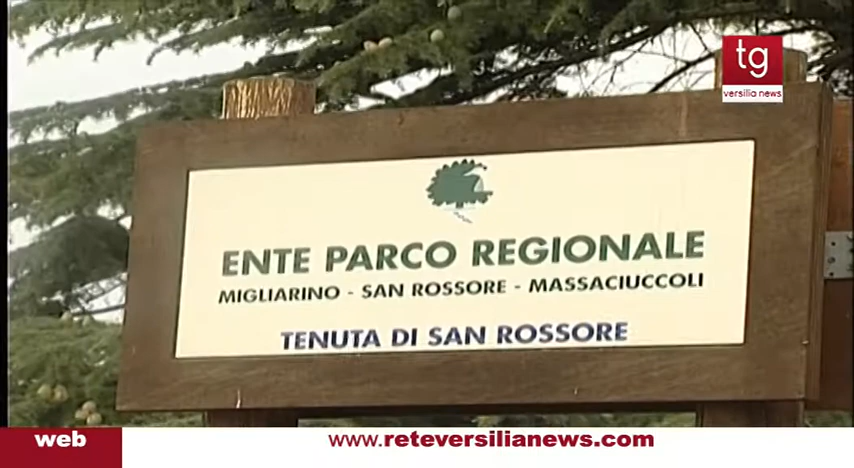 tg
versilia news
ENTE PARCO REGIONALE
MIGLIARINO - SAN ROSSORE - MASSACIUCCOLI
TENUTA DI SAN ROSSORE
web
www.reteversilianews.com